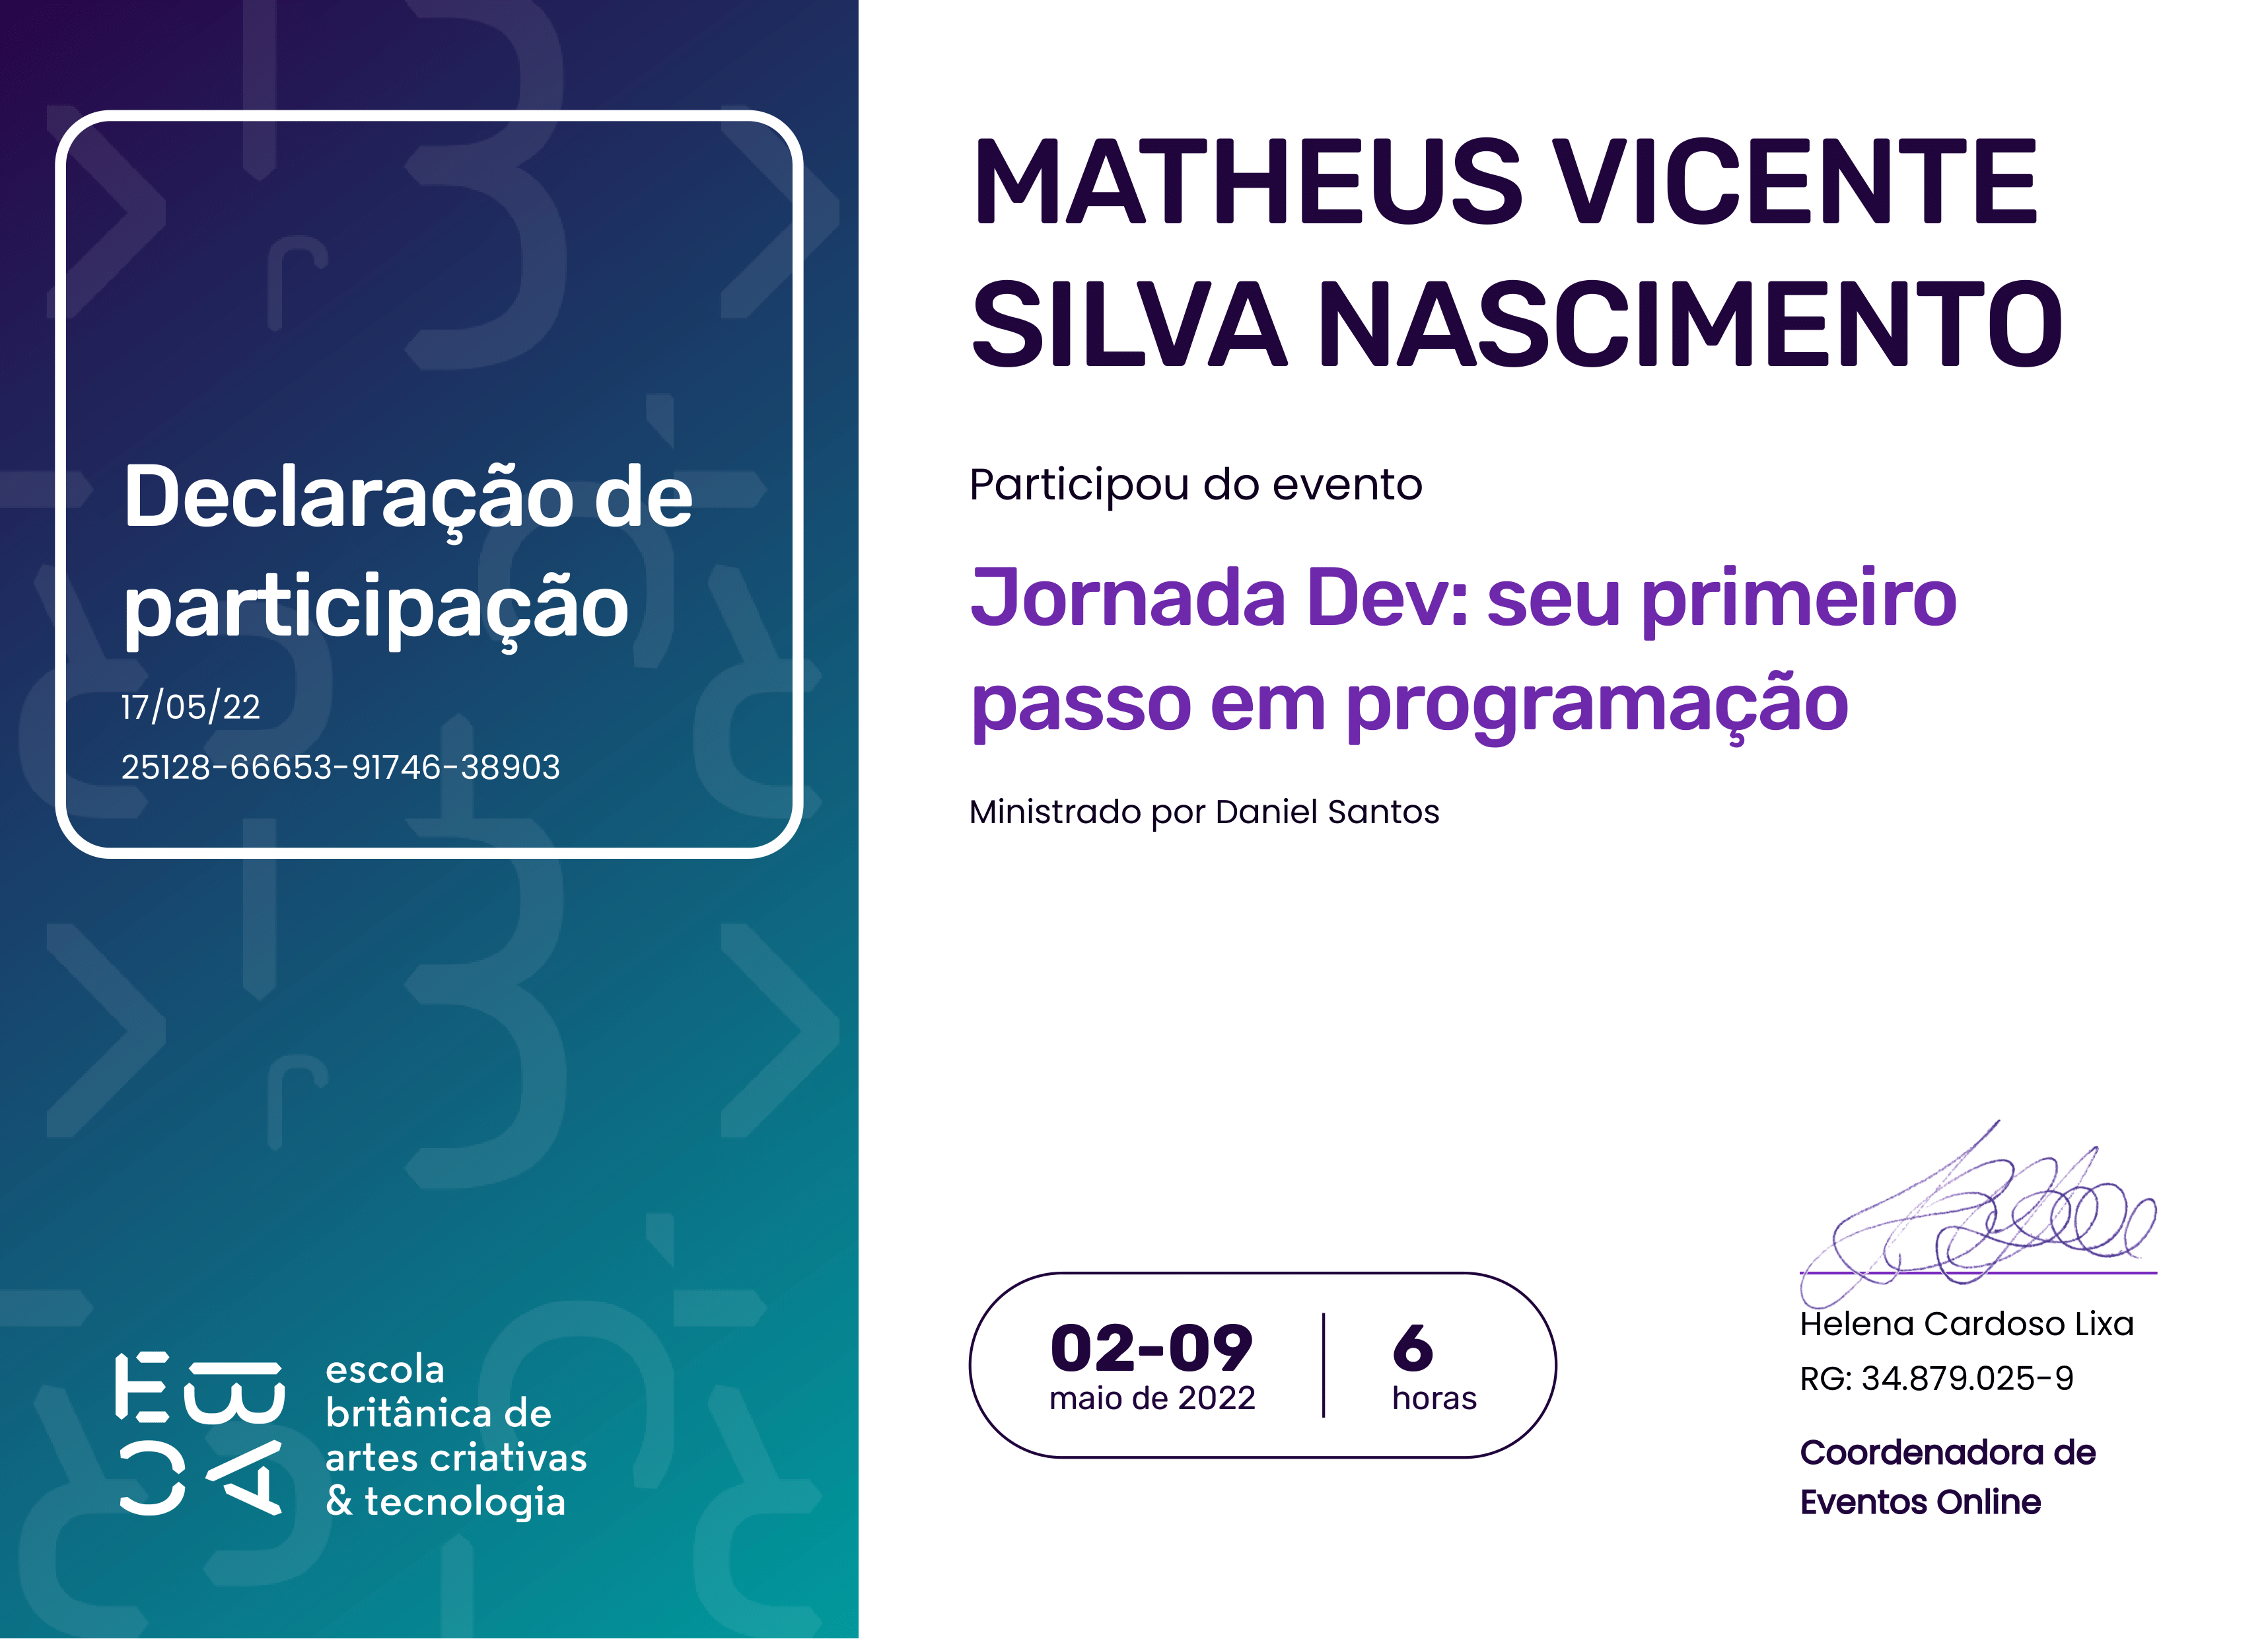 Declaração de
participação
17/05/22
25128-66653-91746-38903
EBAC
escola
britânica de
artes criativas
& tecnologia
MATHEUS VICENTE
SILVA NASCIMENTO
Participou do evento
Jornada Dev: seu primeiro
passo em programação
Ministrado por Daniel Santos
02-09
maio de 2022
6
horas
Helena Cardoso Lixa
RG: 34.879.025-9
Coordenadora de
Eventos Online